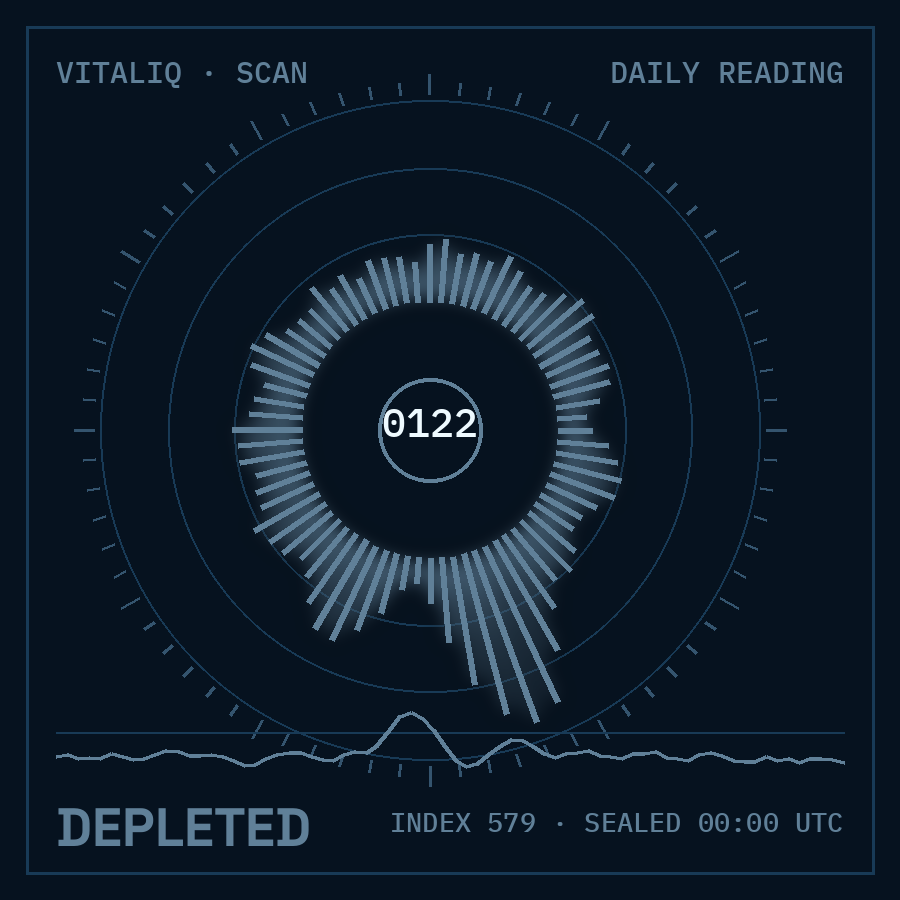 VITALIQ · SCAN
DAILY READING
0122
DEPLETED
INDEX 579 · SEALED 00:00 UTC